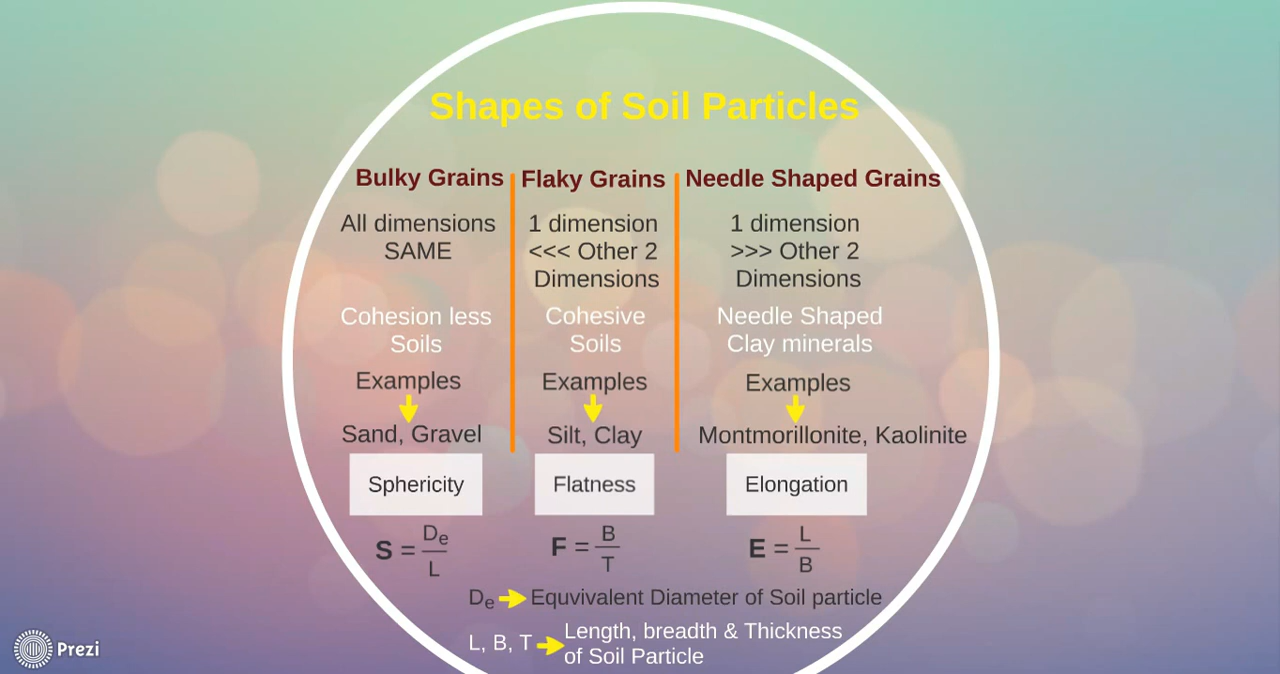 Shapes of Soil Particles
Bulky Grains
All dimensions
SAME
Cohesion less
Soils
Examples
Sand, Gravel
Sphericity
S = De / L
Flaky Grains
1 dimension
<<< Other 2
Dimensions
Cohesive
Soils
Examples
Silt, Clay
Flatness
F = B / T
Needle Shaped Grains
1 dimension
>>> Other 2
Dimensions
Needle Shaped
Clay minerals
Examples
Montmorillonite, Kaolinite
Elongation
E = L / B
De Equvivalent Diameter of Soil particle
L, B, T Length, breadth & Thickness
of Soil Particle
Prezi